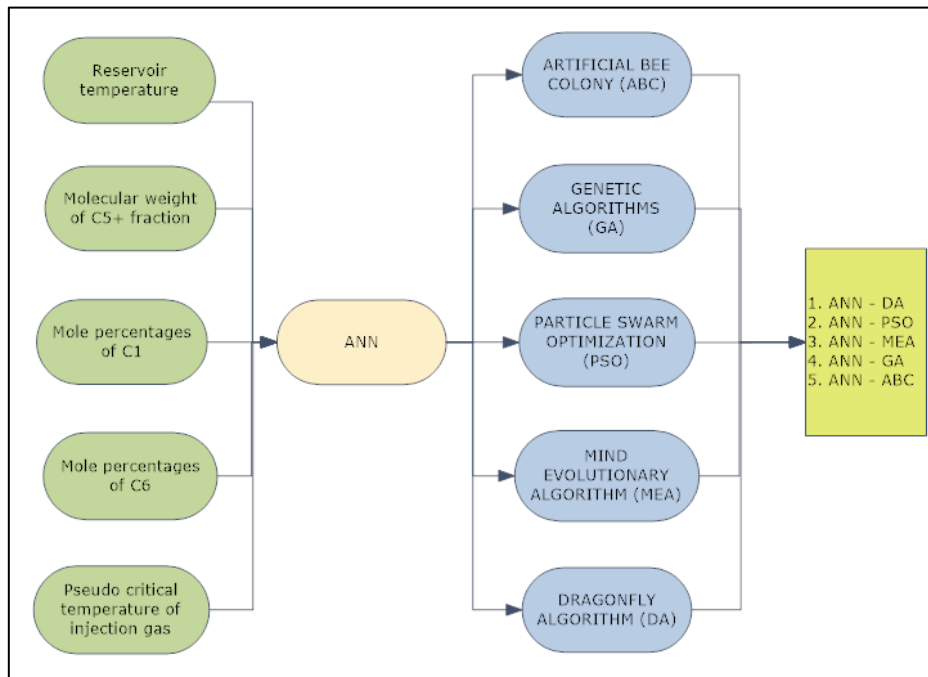 Reservoir
temperature
Molecular weight
of C5+ fraction
Mole percentages
of C1
Mole percentages
of C6
Pseudo critical
temperature of
injection gas
ANN
ARTIFICIAL BEE
COLONY (ABC)
GENETIC
ALGORITHMS
(GA)
PARTICLE SWARM
OPTIMIZATION
(PSO)
MIND
EVOLUTIONARY
ALGORITHM (MEA)
DRAGONFLY
ALGORITHM (DA)
1. ANN - DA
2. ANN - PSO
3. ANN - MEA
4. ANN - GA
5. ANN - ABC